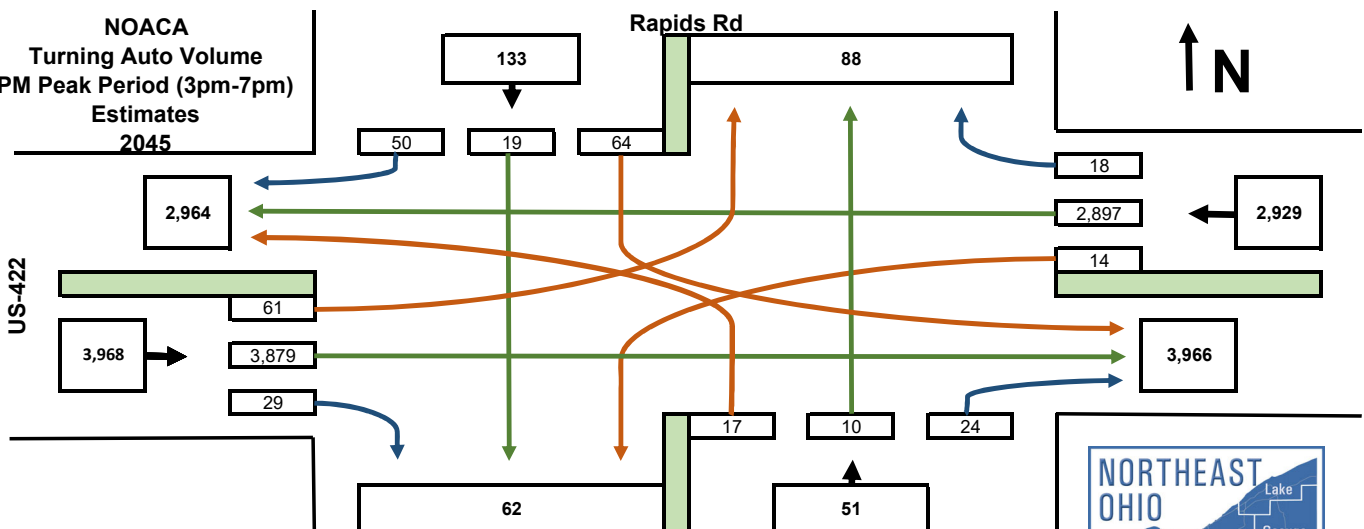 NOACA
Turning Auto Volume
PM Peak Period (3pm-7pm)
Estimates
2045
Rapids Rd
133
88
N
50
19
64
18
2,964
2,897
2,929
14
US-422
61
3,968
3,879
3,966
29
17
10
24
62
51
NORTHEAST
OHIO
Lake